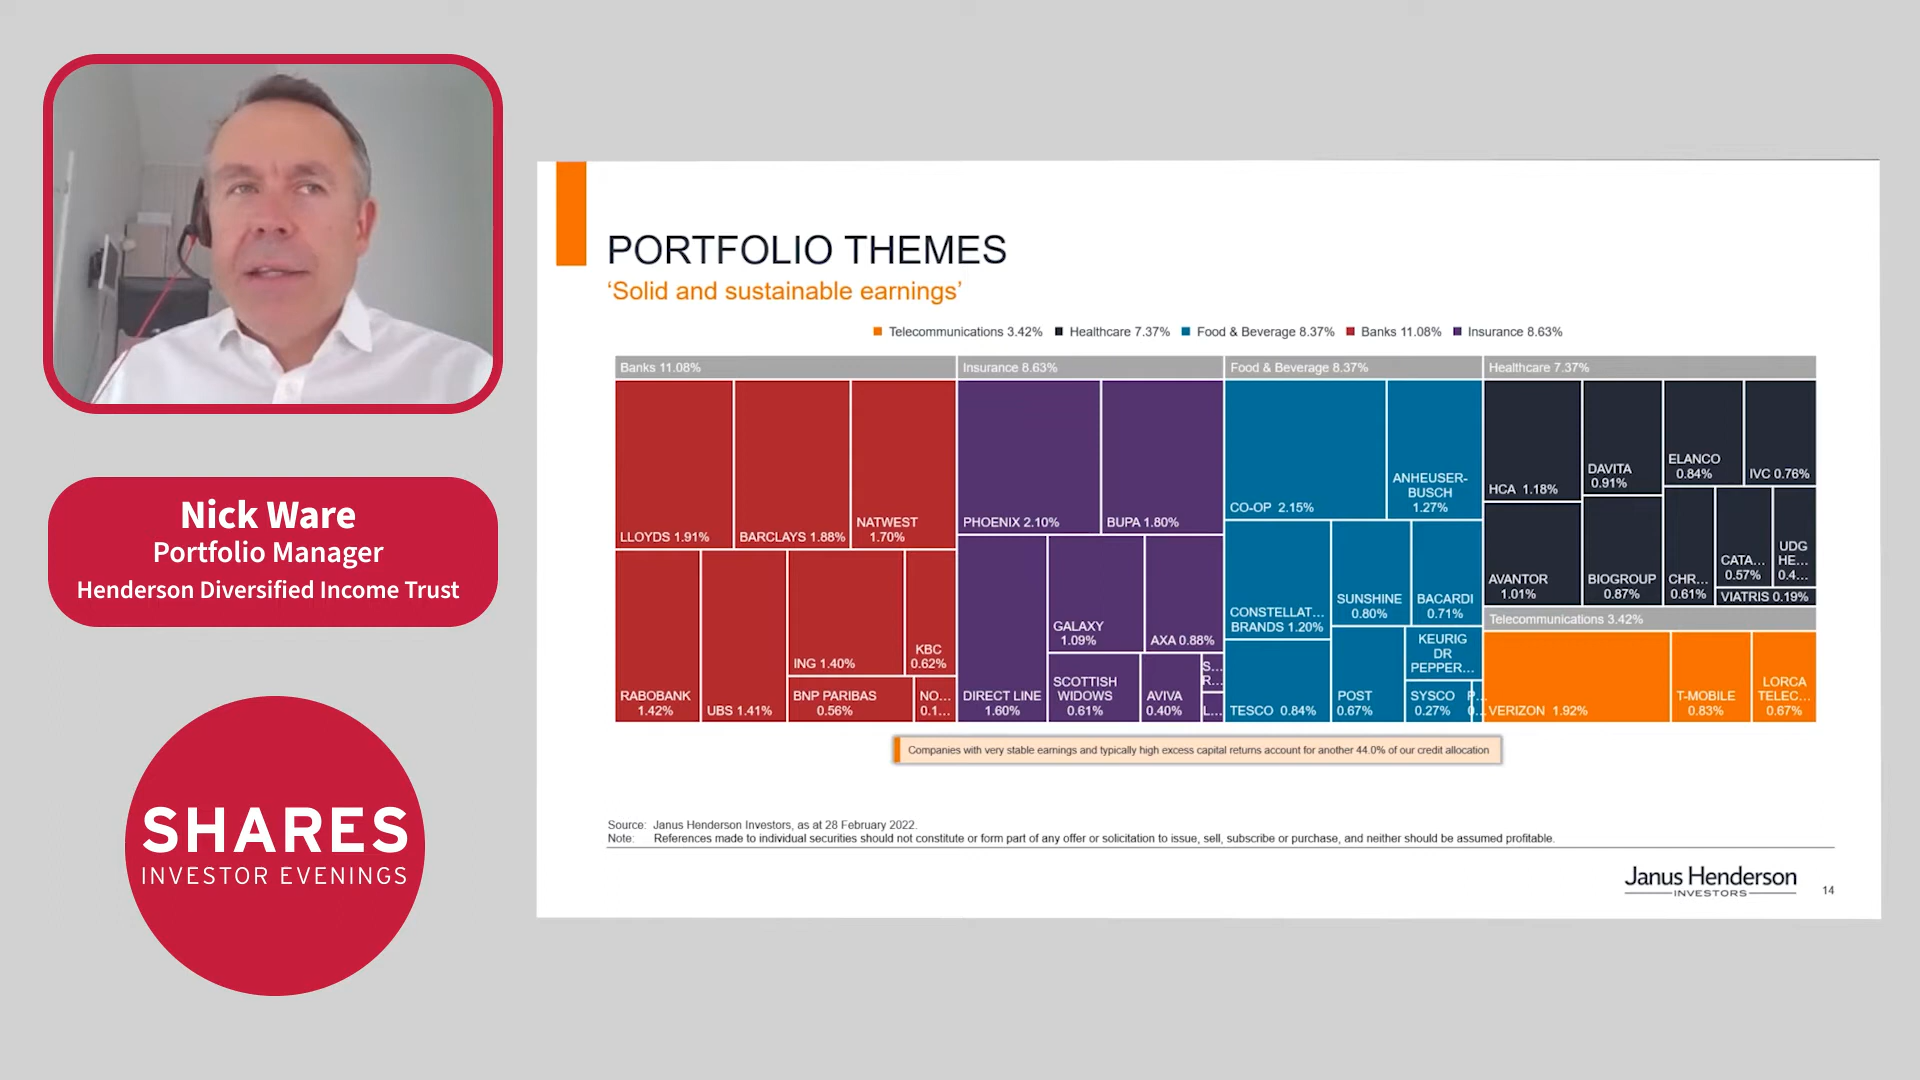 Nick Ware
Portfolio Manager
Henderson Diversified Income Trust
SHARES
INVESTOR EVENINGS
PORTFOLIO THEMES
‘Solid and sustainable earnings’
Telecommunications 3.42% Healthcare 7.37% Food & Beverage 8.37% Banks 11.08% Insurance 8.63%
Banks 11.08%
LLOYDS 1.91%
BARCLAYS 1.88%
NATWEST
1.70%
RABOBANK
1.42%
UBS 1.41%
ING 1.40%
KBC
0.62%
BNP PARIBAS
0.56%
NO...
0.1...
Insurance 8.63%
PHOENIX 2.10%
BUPA 1.80%
DIRECT LINE
1.60%
GALAXY
1.09%
AXA 0.88%
SCOTTISH
WIDOWS
0.61%
AVIVA
0.40%
S...
R...
L...
Food & Beverage 8.37%
CO-OP 2.15%
ANHEUSER-
BUSCH
1.27%
CONSTELLAT...
BRANDS 1.20%
SUNSHINE
0.80%
BACARDI
0.71%
TESCO 0.84%
POST
0.67%
KEURIG
DR
PEPPER...
SYSCO
0.27%
P...
0...
Healthcare 7.37%
HCA 1.18%
DAVITA
0.91%
ELANCO
0.84%
IVC 0.76%
AVANTOR
1.01%
BIOGROUP
0.87%
CHR...
0.61%
CATA...
0.57%
UDG
HE...
0.4...
VIATRIS 0.19%
Telecommunications 3.42%
VERIZON 1.92%
T-MOBILE
0.83%
LORCA
TELEC...
0.67%
Companies with very stable earnings and typically high excess capital returns account for another 44.0% of our credit allocation
Source: Janus Henderson Investors, as at 28 February 2022.
Note: References made to individual securities should not constitute or form part of any offer or solicitation to issue, sell, subscribe or purchase, and neither should be assumed profitable.
Janus Henderson
INVESTORS
14